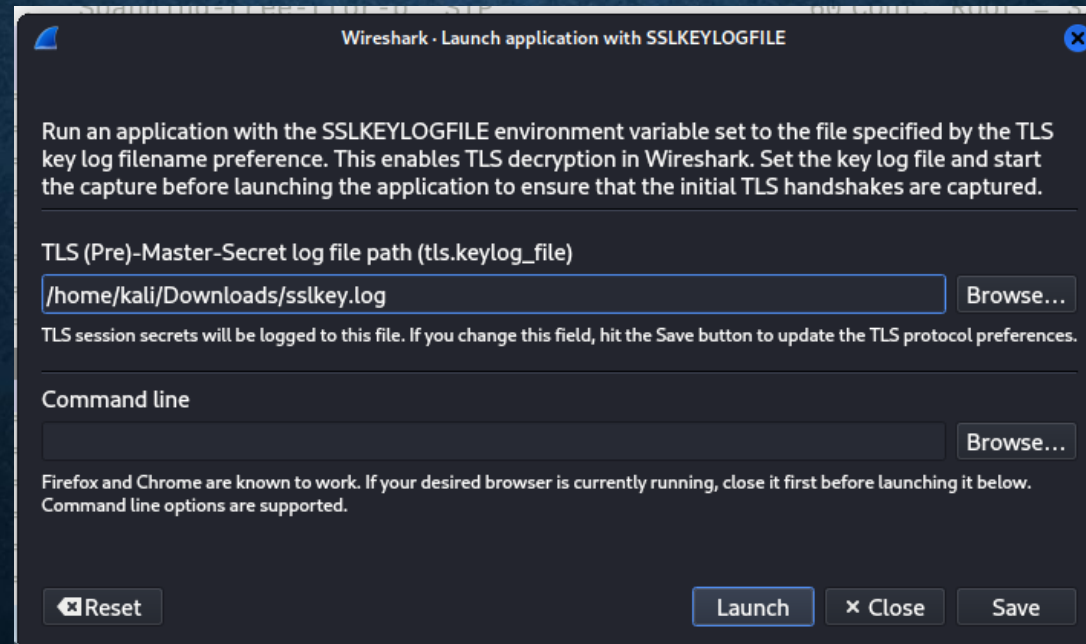 Wireshark · Launch application with SSLKEYLOGFILE
Run an application with the SSLKEYLOGFILE environment variable set to the file specified by the TLS
key log filename preference. This enables TLS decryption in Wireshark. Set the key log file and start
the capture before launching the application to ensure that the initial TLS handshakes are captured.
TLS (Pre)-Master-Secret log file path (tls.keylog_file)
/home/kali/Downloads/sslkey.log
Browse...
TLS session secrets will be logged to this file. If you change this field, hit the Save button to update the TLS protocol preferences.
Command line
Browse...
Firefox and Chrome are known to work. If your desired browser is currently running, close it first before launching it below.
Command line options are supported.
Reset
Launch
Close
Save